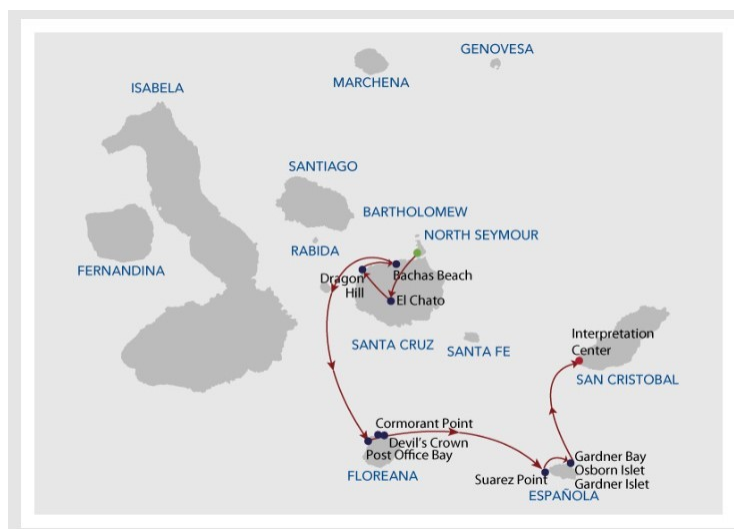 GENOVESA
MARCHENA
ISABELA
SANTIAGO
BARTHOLOMEW
NORTH SEYMOUR
RABIDA
FERNANDINA
Dragon
Hill
Bachas Beach
El Chato
SANTA CRUZ
SANTA FE
Interpretation
Center
SAN CRISTOBAL
Cormorant Point
Devil's Crown
Post Office Bay
FLOREANA
Suarez Point
Gardner Bay
Osborn Islet
Gardner Islet
ESPAÑOLA